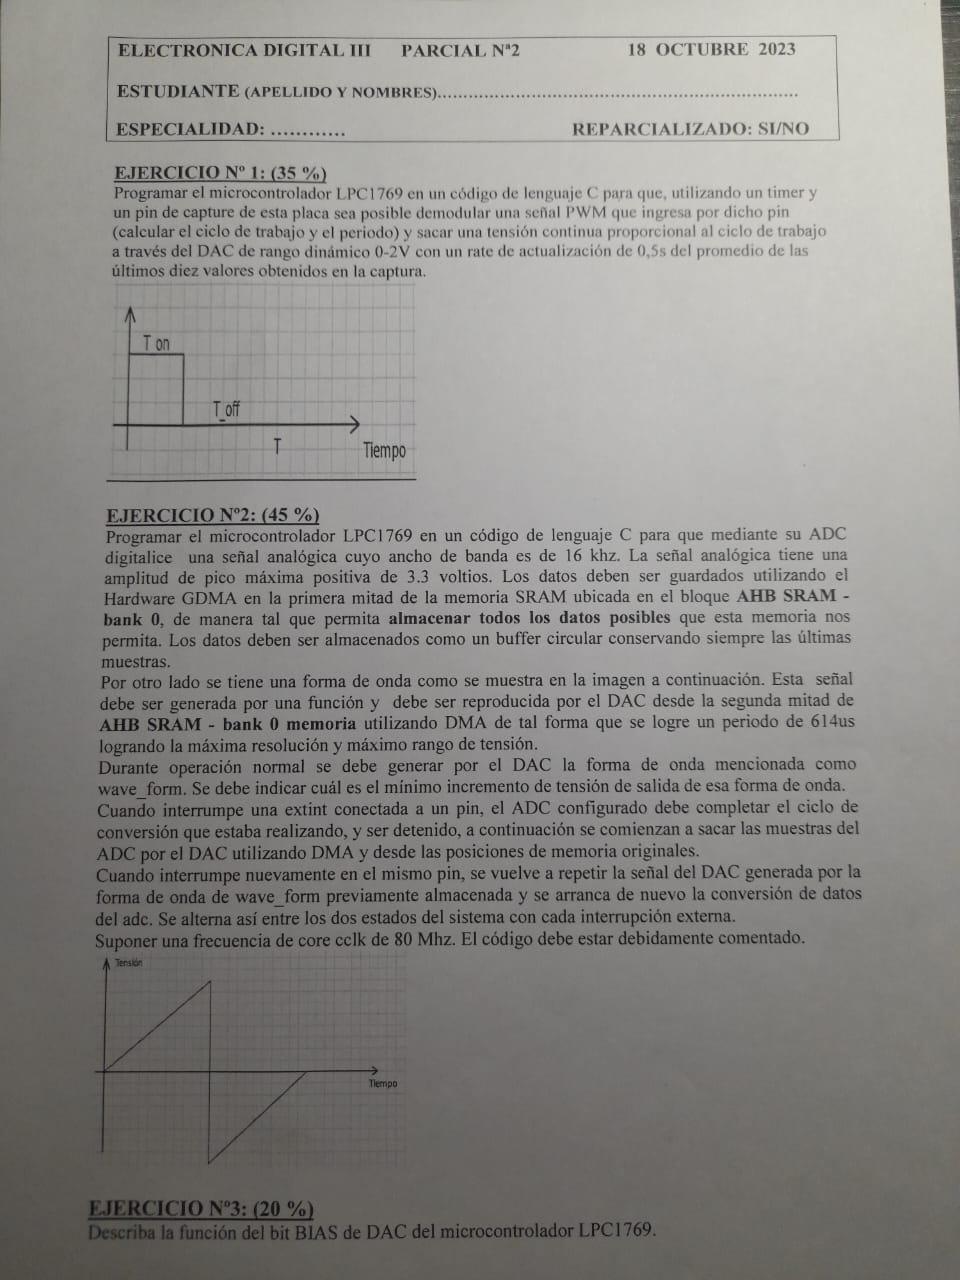 ELECTRONICA DIGITAL III PARCIAL Nª2 18 OCTUBRE 2023
ESTUDIANTE (APELLIDO Y NOMBRES)......................................................................
ESPECIALIDAD: ............ REPARCIALIZADO: SI/NO
EJERCICIO Nº 1: (35 %)
Programar el microcontrolador LPC1769 en un código de lenguaje C para que, utilizando un timer y
un pin de capture de esta placa sea posible demodular una señal PWM que ingresa por dicho pin
(calcular el ciclo de trabajo y el periodo) y sacar una tensión continua proporcional al ciclo de trabajo
a través del DAC de rango dinámico 0-2V con un rate de actualización de 0,5s del promedio de las
últimos diez valores obtenidos en la captura.
T on
T_off
T
Tiempo
EJERCICIO Nº2: (45 %)
Programar el microcontrolador LPC1769 en un código de lenguaje C para que mediante su ADC
digitalice una señal analógica cuyo ancho de banda es de 16 khz. La señal analógica tiene una
amplitud de pico máxima positiva de 3.3 voltios. Los datos deben ser guardados utilizando el
Hardware GDMA en la primera mitad de la memoria SRAM ubicada en el bloque AHB SRAM -
bank 0, de manera tal que permita almacenar todos los datos posibles que esta memoria nos
permita. Los datos deben ser almacenados como un buffer circular conservando siempre las últimas
muestras.
Por otro lado se tiene una forma de onda como se muestra en la imagen a continuación. Esta señal
debe ser generada por una función y debe ser reproducida por el DAC desde la segunda mitad de
AHB SRAM - bank 0 memoria utilizando DMA de tal forma que se logre un periodo de 614us
logrando la máxima resolución y máximo rango de tensión.
Durante operación normal se debe generar por el DAC la forma de onda mencionada como
wave_form. Se debe indicar cuál es el mínimo incremento de tensión de salida de esa forma de onda.
Cuando interrumpe una extint conectada a un pin, el ADC configurado debe completar el ciclo de
conversión que estaba realizando, y ser detenido, a continuación se comienzan a sacar las muestras del
ADC por el DAC utilizando DMA y desde las posiciones de memoria originales.
Cuando interrumpe nuevamente en el mismo pin, se vuelve a repetir la señal del DAC generada por la
forma de onda de wave_form previamente almacenada y se arranca de nuevo la conversión de datos
del adc. Se alterna así entre los dos estados del sistema con cada interrupción externa.
Suponer una frecuencia de core cclk de 80 Mhz. El código debe estar debidamente comentado.
Tensión
Tiempo
EJERCICIO Nº3: (20 %)
Describa la función del bit BIAS de DAC del microcontrolador LPC1769.